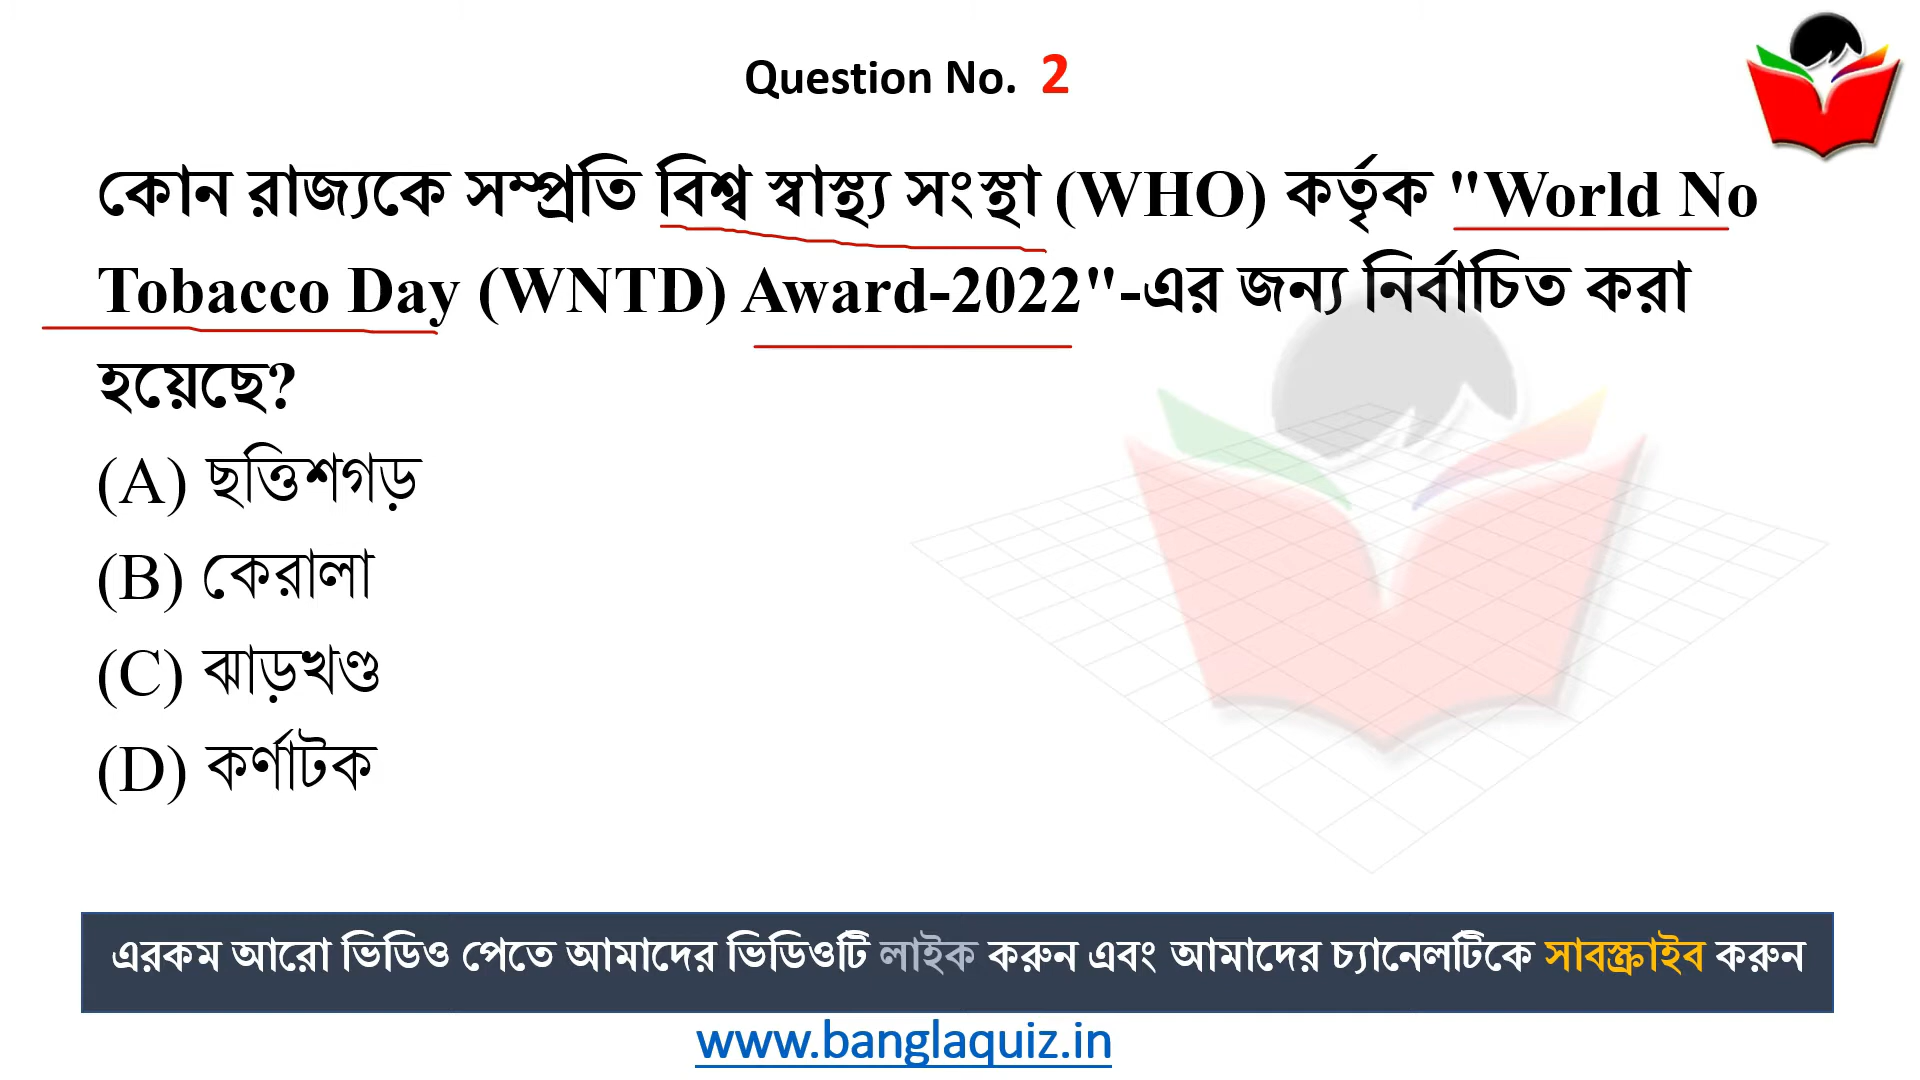 Question No. 2
কোন রাজ্যকে সম্প্রতি বিশ্ব স্বাস্থ্য সংস্থা (WHO) কর্তৃক "World No
Tobacco Day (WNTD) Award-2022"-এর জন্য নির্বাচিত করা
হয়েছে?
(A) ছত্তিশগড়
(B) কেরালা
(C) ঝাড়খণ্ড
(D) কর্ণাটক
এরকম আরো ভিডিও পেতে আমাদের ভিডিওটি লাইক করুন এবং আমাদের চ্যানেলটিকে সাবস্ক্রাইব করুন
www.banglaquiz.in